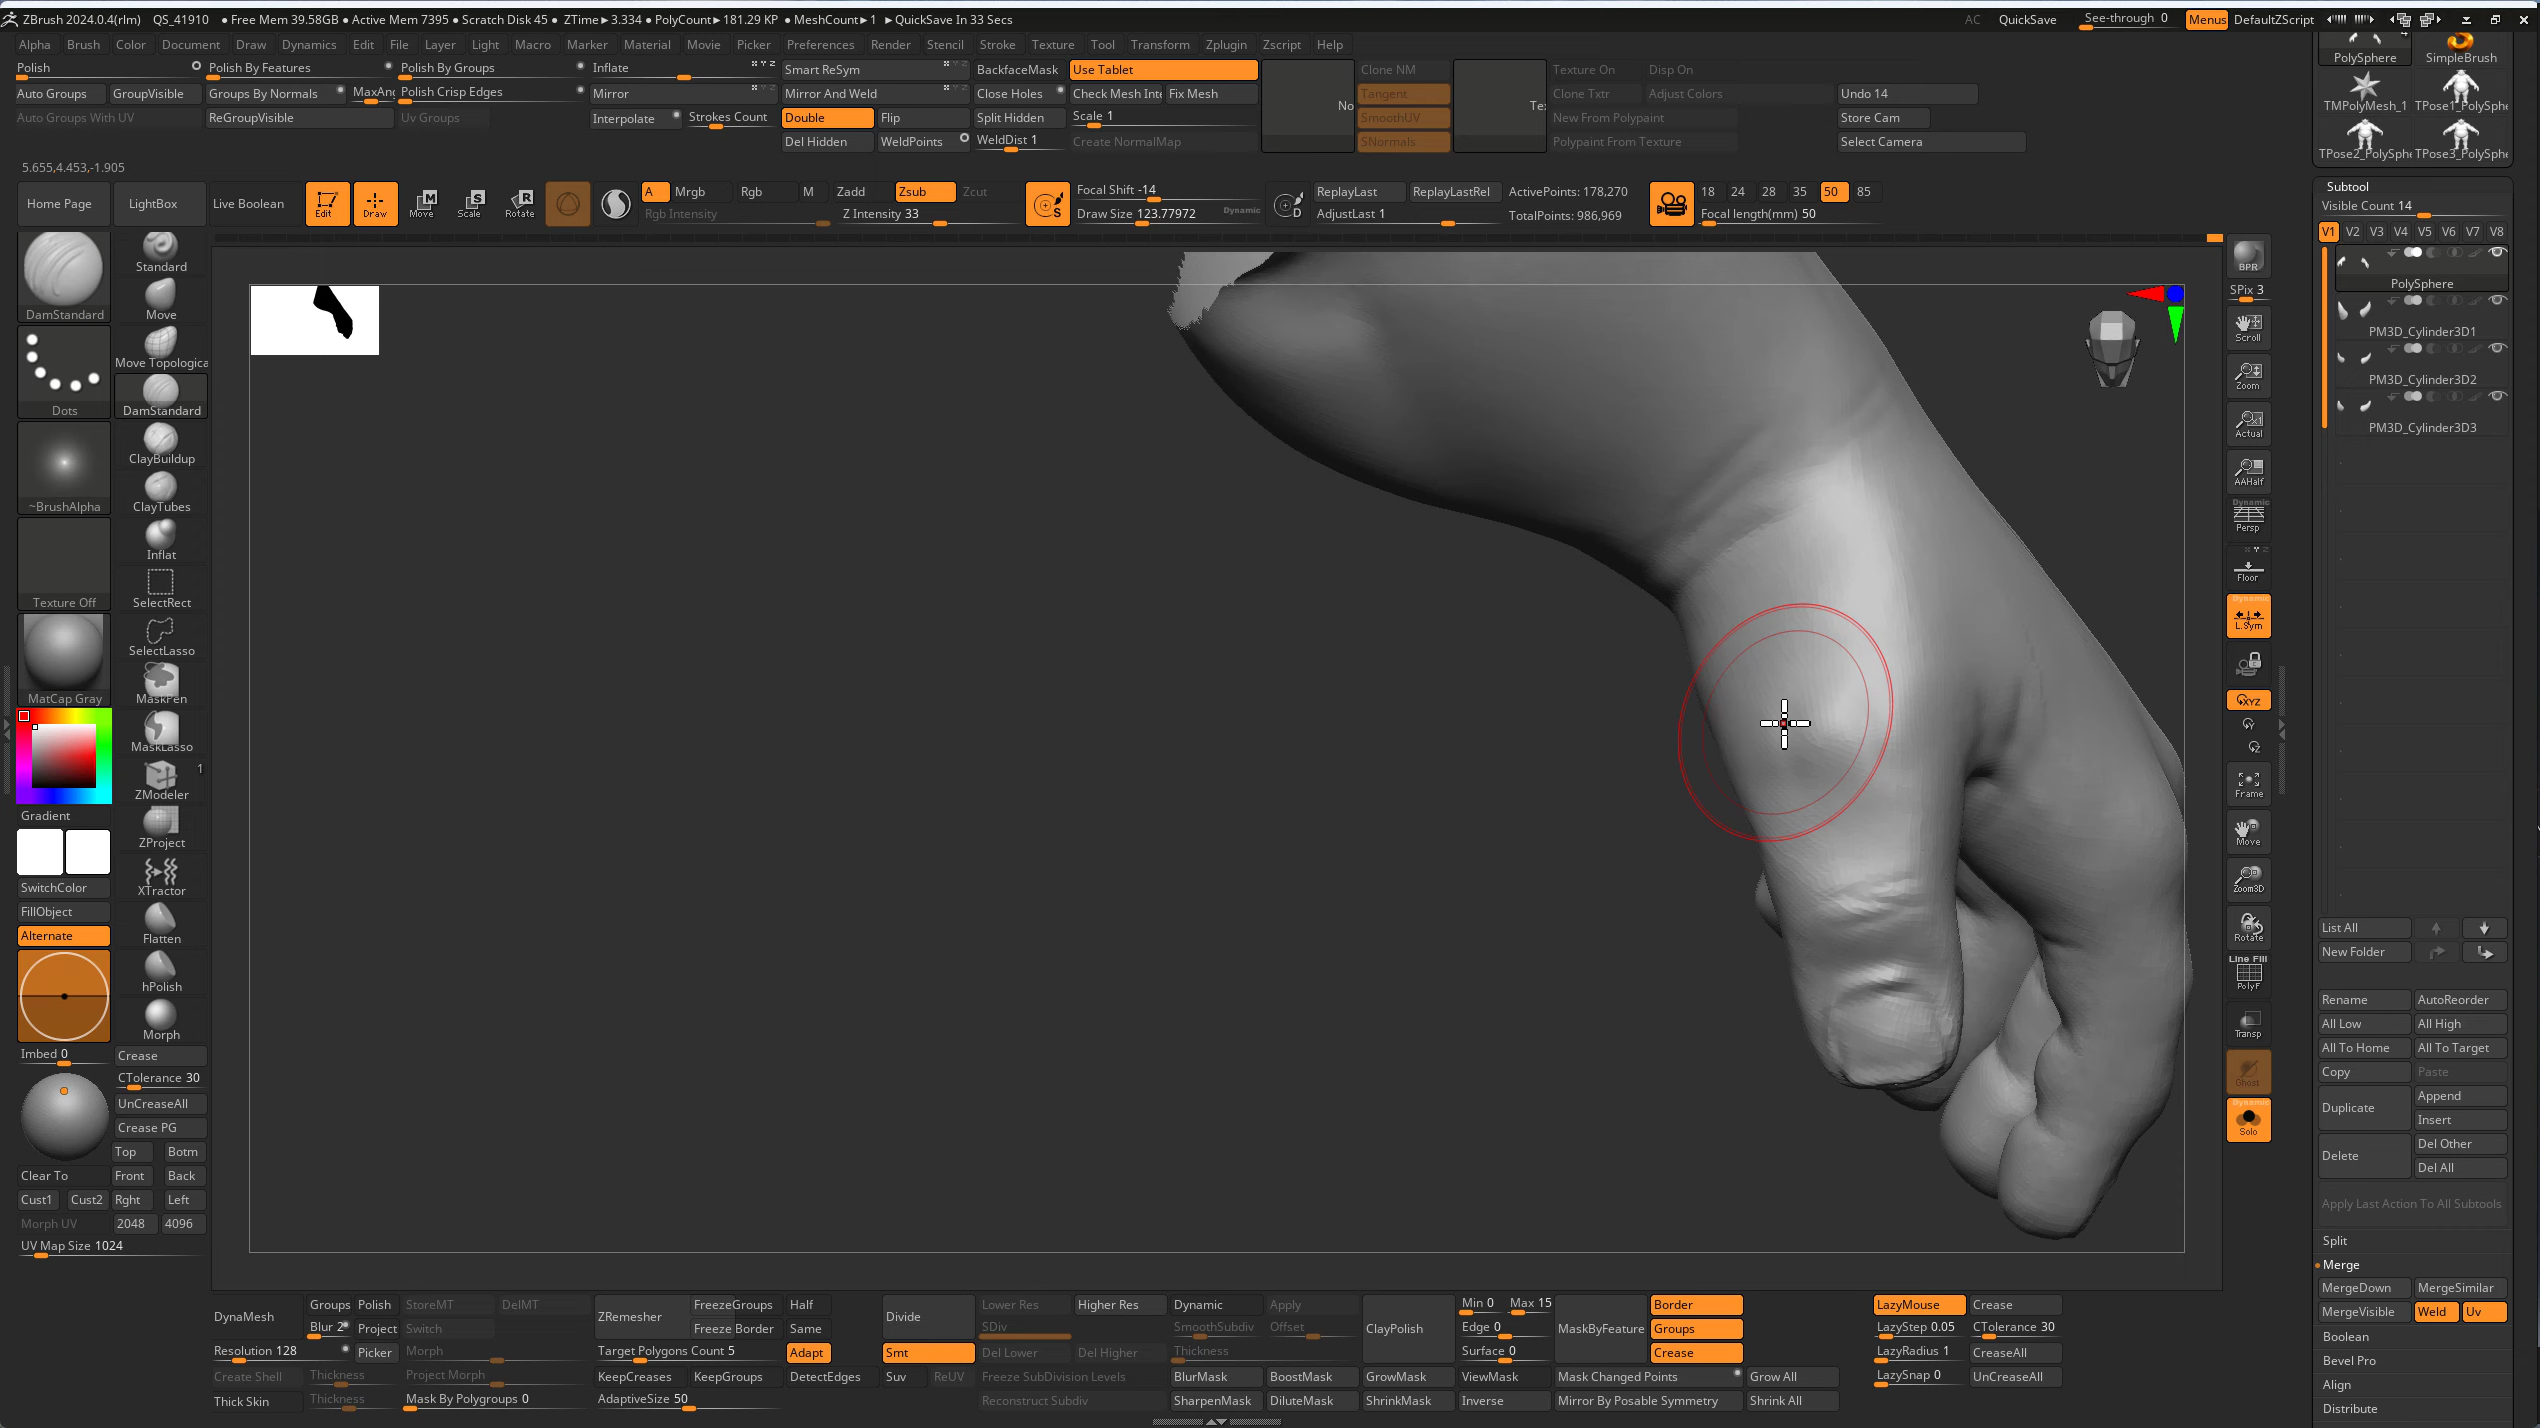 ZBrush 2024.0.4(rlm) QS_41910 ● Free Mem 39.58GB ● Active Mem 7395 ● Scratch Disk 45 ● ZTime►3.334 ● PolyCount►181.29 KP ● MeshCount►1 ►QuickSave In 33 Secs AC QuickSave See-through 0 Menus DefaultZScript
Alpha Brush Color Document Draw Dynamics Edit File Layer Light Macro Marker Material Movie Picker Preferences Render Stencil Stroke Texture Tool Transform Zplugin Zscript Help
Polish Polish By Features Polish By Groups Inflate Smart ReSym BackfaceMask Use Tablet Clone NM Texture On Disp On
Auto Groups GroupVisible Groups By Normals MaxAn Polish Crisp Edges Mirror Mirror And Weld Close Holes Check Mesh Int Fix Mesh Tangent Clone Txtr Adjust Colors Undo 14
Auto Groups With UV ReGroupVisible Uv Groups Interpolate Strokes Count Double Flip Split Hidden Scale 1 No SmoothUV Tex New From Polypaint Store Cam
Del Hidden WeldPoints WeldDist 1 Create NormalMap SNormals Polypaint From Texture Select Camera
5.655,4.453,-1.905
Home Page LightBox Live Boolean Edit Draw Move Scale Rotate A Mrgb Rgb M Zadd Zsub Zcut Focal Shift -14 ReplayLast ReplayLastRel ActivePoints: 178,270 18 24 28 35 50 85
Rgb Intensity Z Intensity 33 Draw Size 123.77972 Dynamic AdjustLast 1 TotalPoints: 986,969 Focal length(mm) 50
DamStandard
Dots
~BrushAlpha
Texture Off
MatCap Gray
Gradient
SwitchColor
FillObject
Alternate
Imbed 0
Standard
Move
Move Topologica
DamStandard
ClayBuildup
ClayTubes
Inflat
SelectRect
SelectLasso
MaskPen
MaskLasso
1
ZModeler
ZProject
XTractor
Flatten
hPolish
Morph
Crease
CTolerance 30
UnCreaseAll
Crease PG
Top Botm
Clear To Front Back
Cust1 Cust2 Rght Left
Morph UV 2048 4096
UV Map Size 1024
BPR
SPix 3
Scroll
Zoom
Actual
AAHalf
Dynamic
Persp
Floor
Dynamic
L.Sym
XYZ
Y
Z
Frame
Move
Zoom3D
Rotate
Line Fill
PolyF
Transp
Ghost
Dynamic
Solo
4
PolySphere SimpleBrush
TMPolyMesh_1 TPose1_PolySphe
TPose2_PolySphe TPose3_PolySphe
Subtool
Visible Count 14
V1 V2 V3 V4 V5 V6 V7 V8
PolySphere
PM3D_Cylinder3D1
PM3D_Cylinder3D2
PM3D_Cylinder3D3
List All
New Folder
Rename AutoReorder
All Low All High
All To Home All To Target
Copy Paste
Duplicate Append
Insert
Delete Del Other
Del All
Apply Last Action To All Subtools
Split
Merge
MergeDown MergeSimilar
MergeVisible Weld Uv
Boolean
Bevel Pro
Align
Distribute
DynaMesh Groups Polish StoreMT DelMT ZRemesher FreezeGroups Half Divide Lower Res Higher Res Dynamic Apply ClayPolish Min 0 Max 15 MaskByFeature Border LazyMouse Crease
Blur 2 Project Switch Freeze Border Same SDiv SmoothSubdiv Offset Edge 0 Groups LazyStep 0.05 CTolerance 30
Resolution 128 Picker Morph Target Polygons Count 5 Adapt Smt Del Lower Del Higher Thickness Surface 0 Crease LazyRadius 1 CreaseAll
Create Shell Thickness Project Morph KeepCreases KeepGroups DetectEdges Suv ReUV Freeze SubDivision Levels BlurMask BoostMask GrowMask ViewMask Mask Changed Points Grow All LazySnap 0 UnCreaseAll
Thick Skin Thickness Mask By Polygroups 0 AdaptiveSize 50 Reconstruct Subdiv SharpenMask DiluteMask ShrinkMask Inverse Mirror By Posable Symmetry Shrink All